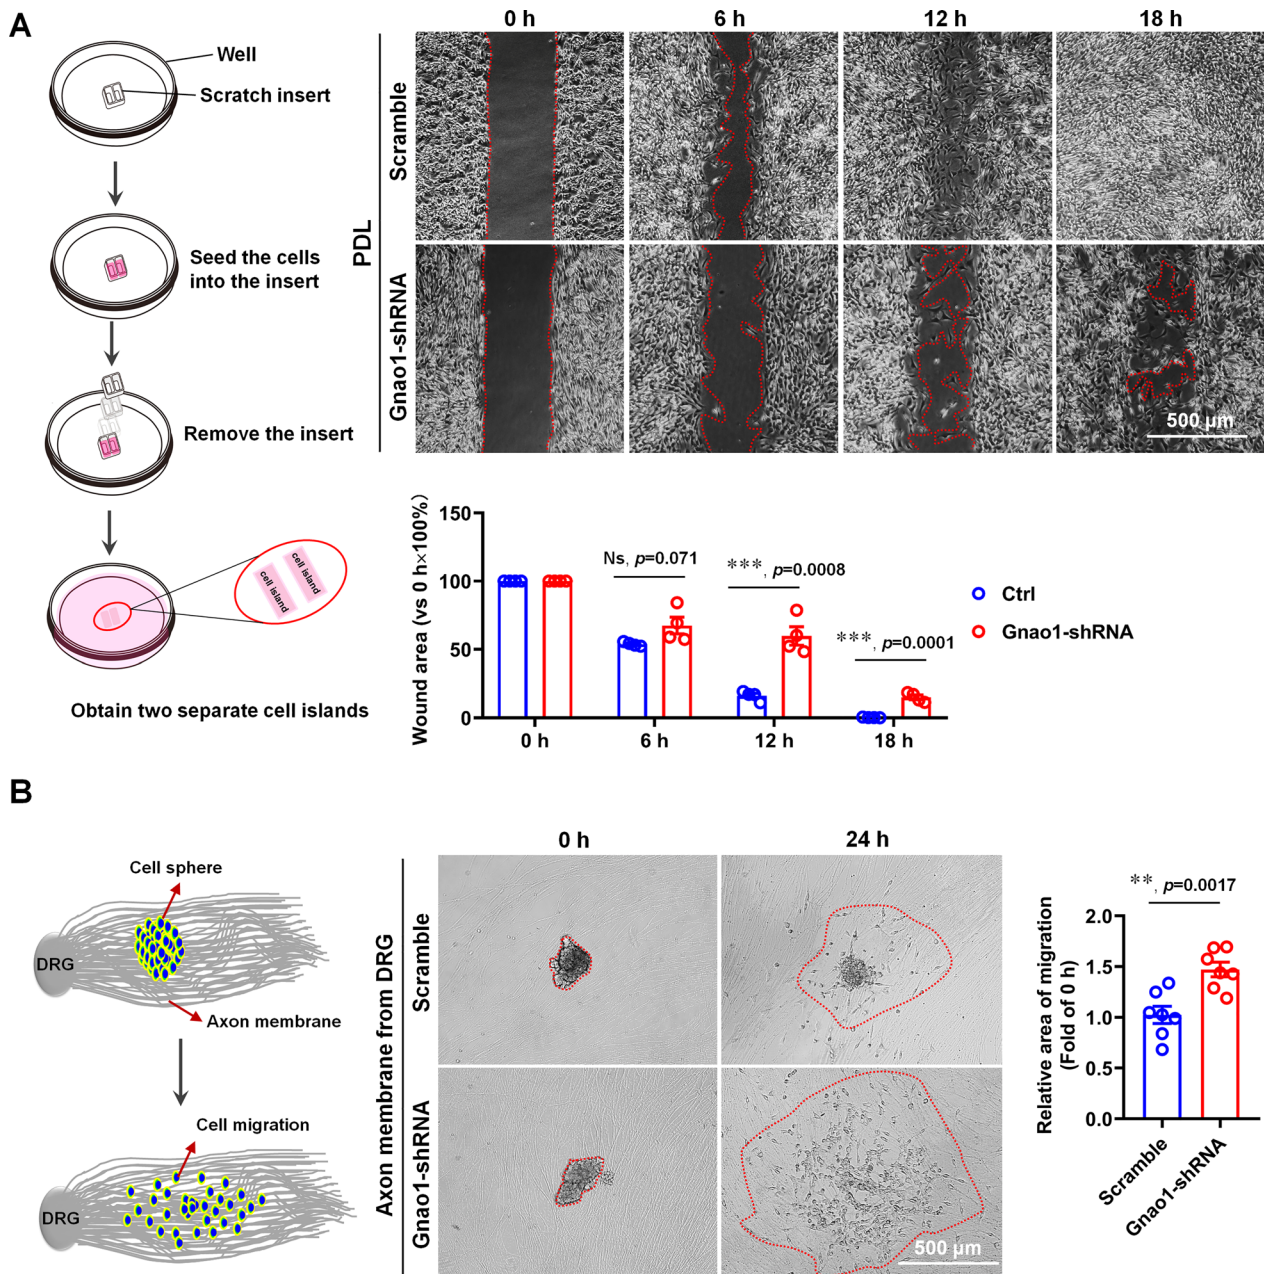 A
Well
Scratch insert
Seed the cells
into the insert
Remove the insert
cell island
cell island
Obtain two separate cell islands
0 h
6 h
12 h
18 h
PDL
Scramble
Gnao1-shRNA
500 µm
Wound area (vs 0 h×100%)
150
100
50
0
Ns, p=0.071
***, p=0.0008
***, p=0.0001
0 h
6 h
12 h
18 h
Ctrl
Gnao1-shRNA
B
Cell sphere
DRG
Axon membrane
Cell migration
DRG
0 h
24 h
Axon membrane from DRG
Scramble
Gnao1-shRNA
500 µm
**, p=0.0017
Relative area of migration
(Fold of 0 h)
2.0
1.5
1.0
0.5
0.0
Scramble
Gnao1-shRNA